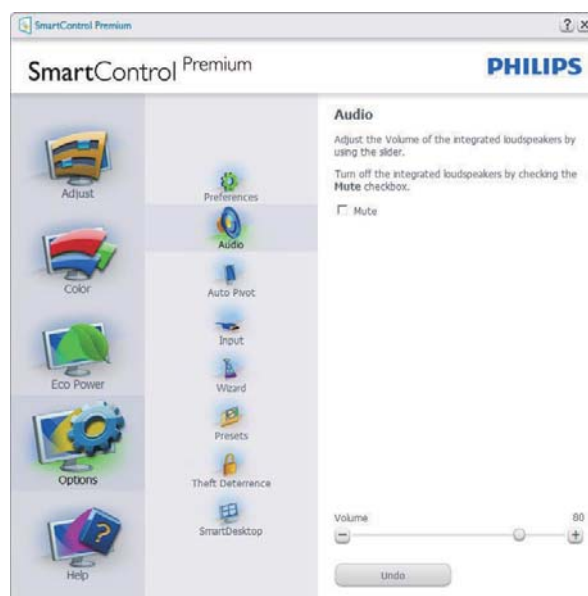 SmartControl Premium
? x
SmartControl Premium
PHILIPS
Adjust
Color
Eco Power
Options
Help
Preferences
Audio
Auto Pivot
Input
Wizard
Presets
Theft Deterrence
SmartDesktop
Audio
Adjust the Volume of the integrated loudspeakers by
using the slider.
Turn off the integrated loudspeakers by checking the
Mute checkbox.
Mute
Volume 80
− +
Undo